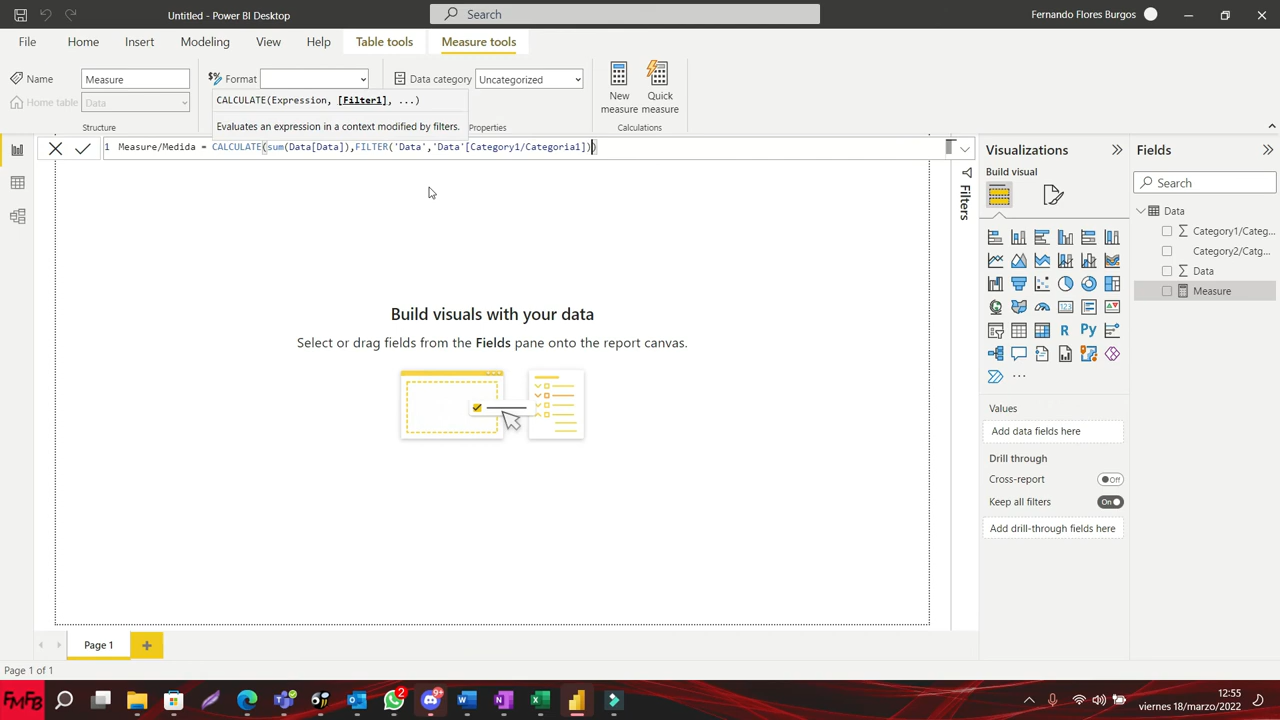 Untitled - Power BI Desktop
Search
Fernando Flores Burgos
File
Home
Insert
Modeling
View
Help
Table tools
Measure tools
Name
Measure
Home table
Data
Structure
Format
Data category
Uncategorized
CALCULATE(Expression, [Filter1], ...)
Evaluates an expression in a context modified by filters.
Properties
New measure
Quick measure
Calculations
1 Measure/Medida = CALCULATE(sum(Data[Data]),FILTER('Data','Data'[Category1/Categoria1]))
Build visuals with your data
Select or drag fields from the Fields pane onto the report canvas.
Filters
Visualizations
Build visual
R
Py
123
Values
Add data fields here
Drill through
Cross-report
Off
Keep all filters
On
Add drill-through fields here
Fields
Search
Data
Category1/Categ...
Category2/Catg...
Data
Measure
Page 1
Page 1 of 1
FMFB
2
9+
12:55
viernes 18/marzo/2022